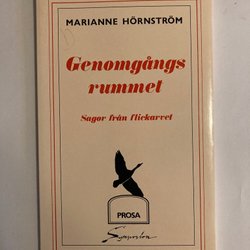 MARIANNE HÖRNSTRÖM
Genomgångs
rummet
Sagor från flickarvet
PROSA
Symposion